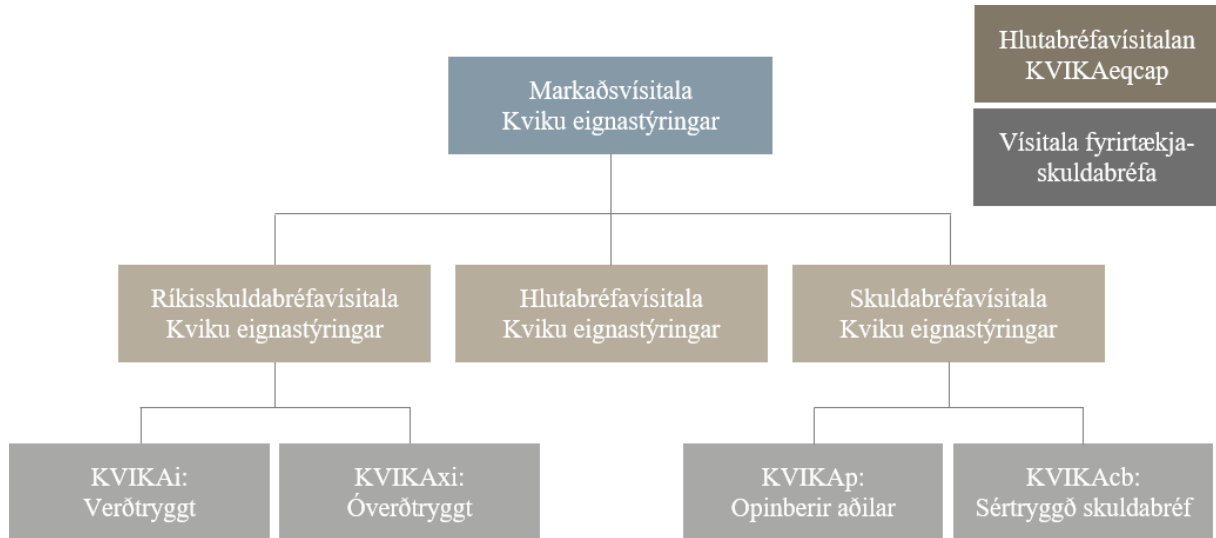 Hlutabréfavísitalan
KVIKAeqcap
Markaðsvísitala
Kviku eignastýringar
Vísitala fyrirtækja-
skuldabréfa
Ríkisskuldabréfavísitala
Kviku eignastýringar
Hlutabréfavísitala
Kviku eignastýringar
Skuldabréfavísitala
Kviku eignastýringar
KVIKAi:
Verðtryggt
KVIKAxi:
Óverðtryggt
KVIKAp:
Opinberir aðilar
KVIKAcb:
Sértryggð skuldabréf